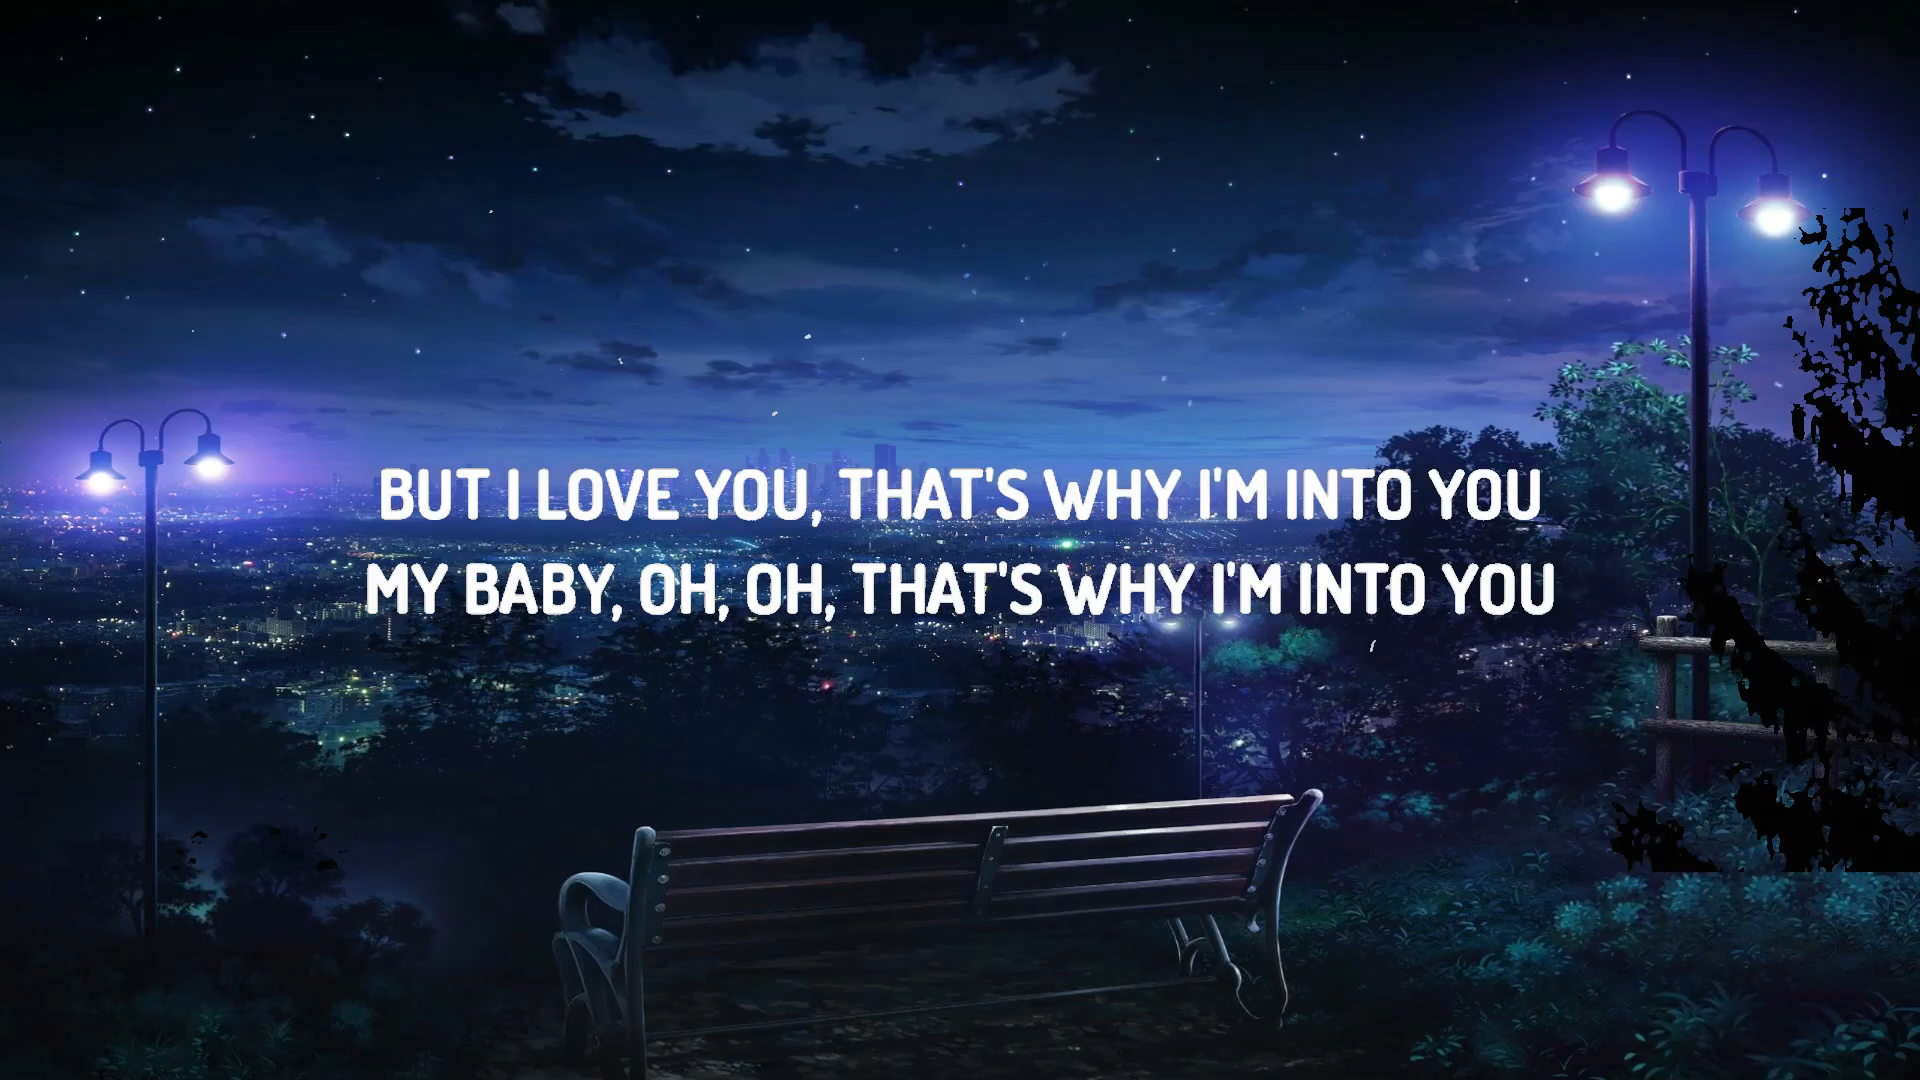 BUT I LOVE YOU, THAT'S WHY I'M INTO YOU
MY BABY, OH, OH, THAT'S WHY I'M INTO YOU